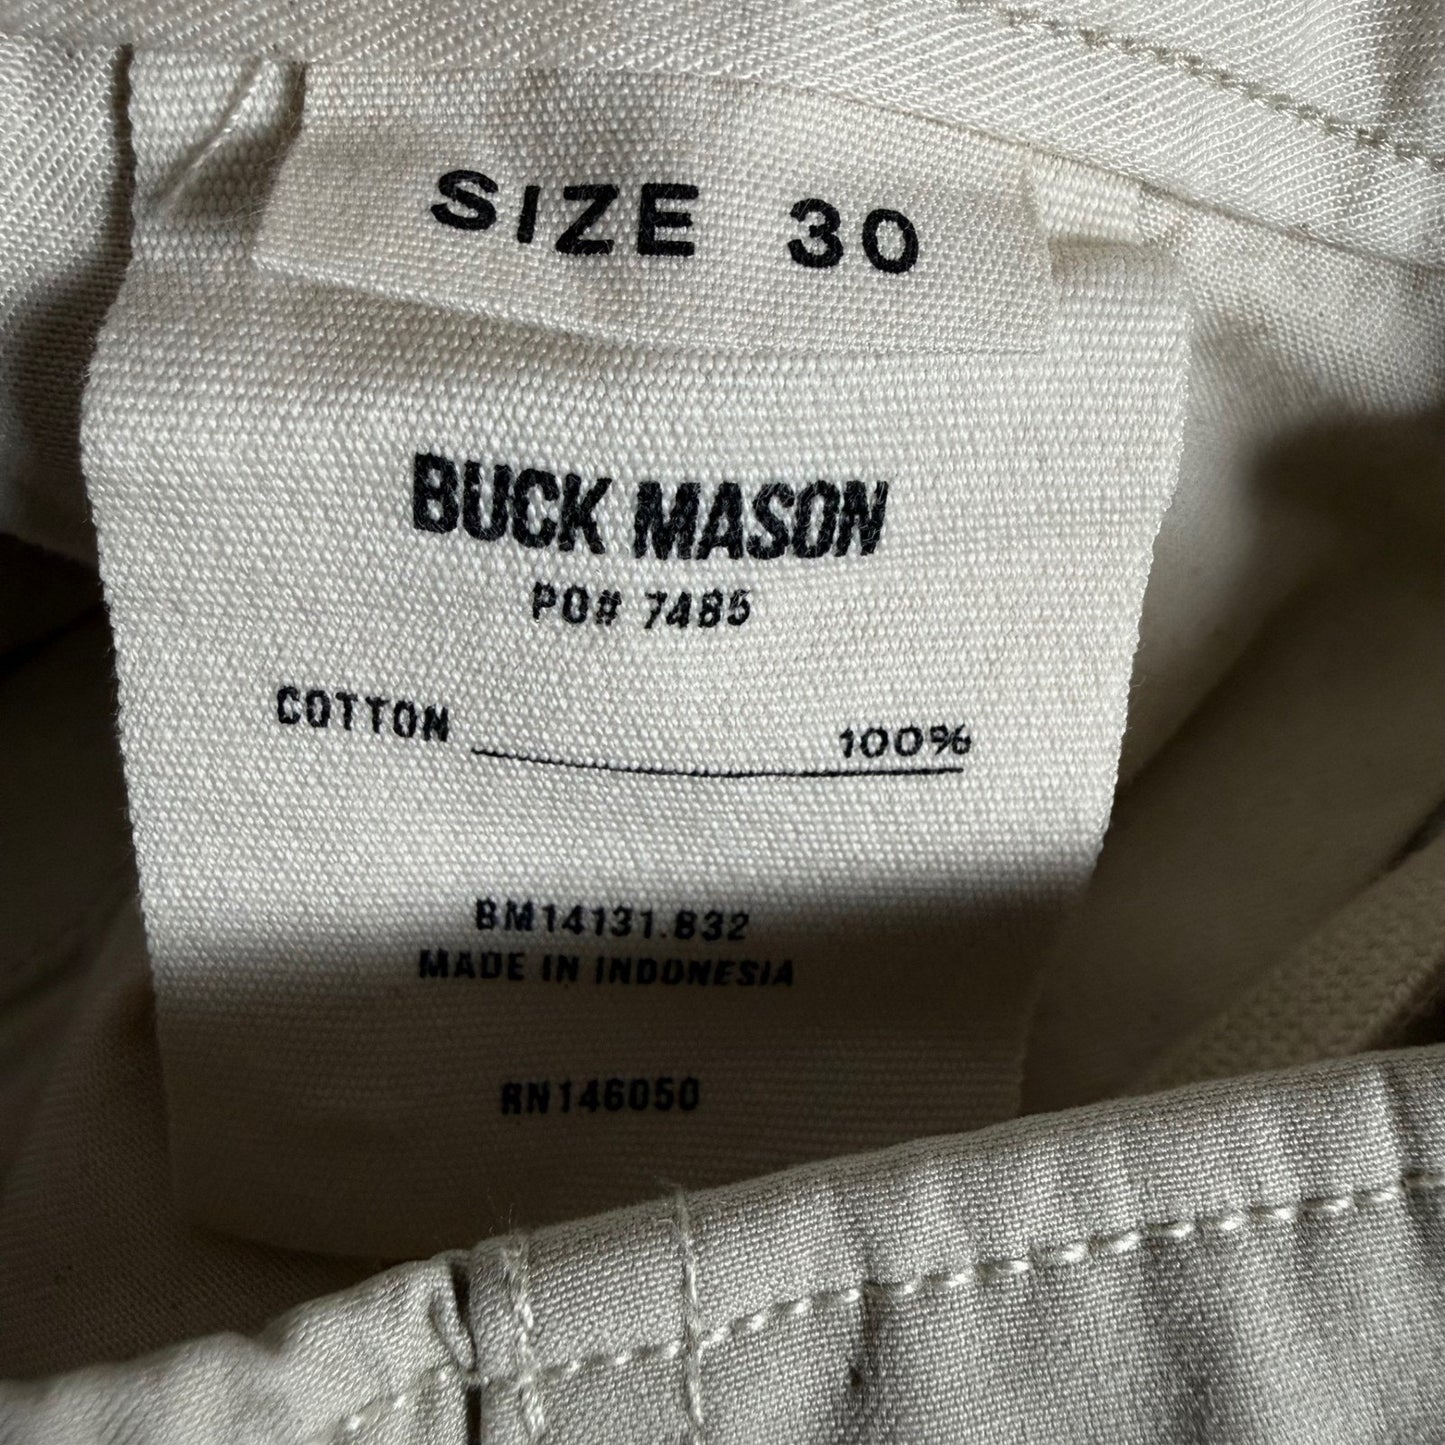 SIZE 30
BUCK MASON
PO# 7485
COTTON 100%
BM14131.832
MADE IN INDONESIA
RN146050